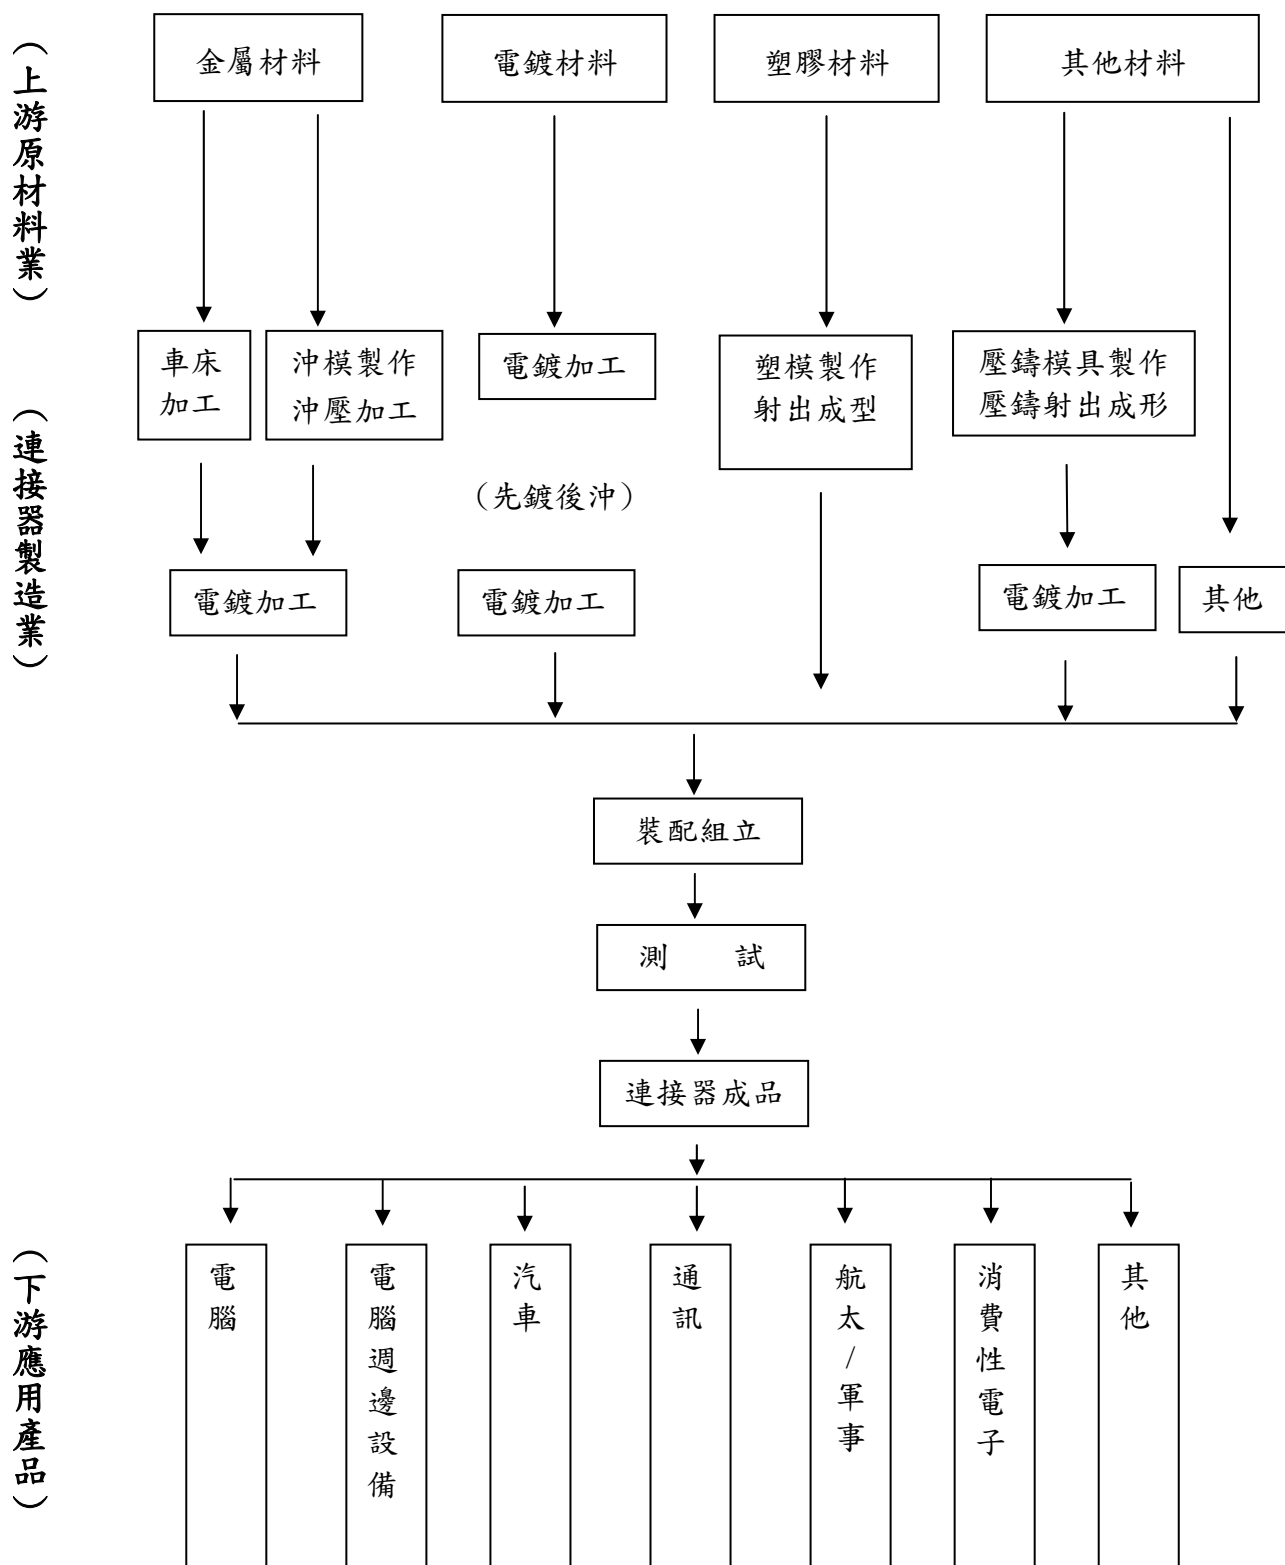 （上游原材料業）
金屬材料
電鍍材料
塑膠材料
其他材料
（連接器製造業）
車床
加工
沖模製作
沖壓加工
電鍍加工
塑模製作
射出成型
壓鑄模具製作
壓鑄射出成形
（先鍍後沖）
電鍍加工
電鍍加工
電鍍加工
其他
裝配組立
測　試
連接器成品
（下游應用產品）
電腦
電腦週邊設備
汽車
通訊
航太/軍事
消費性電子
其他